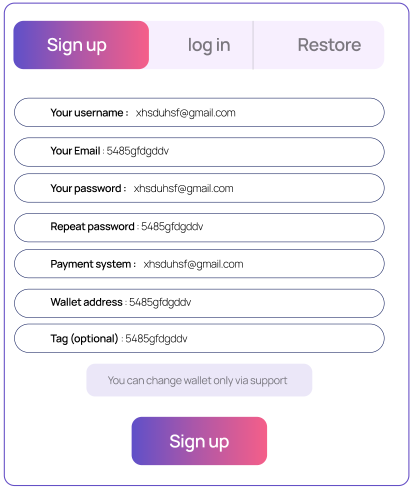 Sign up log in Restore
Your username : xhsduhsf@gmail.com
Your Email : 5485gfdgddv
Your password : xhsduhsf@gmail.com
Repeat password : 5485gfdgddv
Payment system : xhsduhsf@gmail.com
Wallet address : 5485gfdgddv
Tag (optional) : 5485gfdgddv
You can change wallet only via support
Sign up